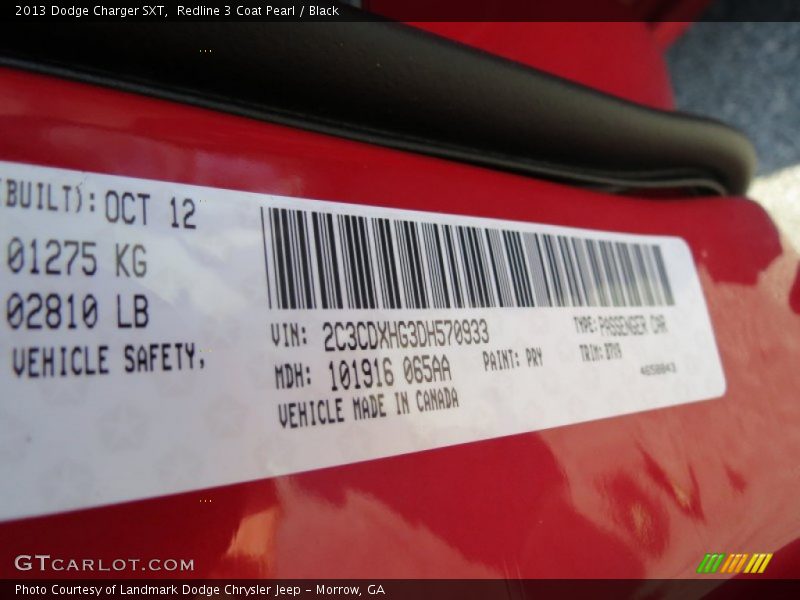 2013 Dodge Charger SXT,  Redline 3 Coat Pearl / Black
(BUILT): OCT 12
01275 KG
02810 LB
VEHICLE SAFETY,
VIN: 2C3CDXHG3DH570933
TYPE: PASSENGER CAR
MDH: 101916 065AA
PAINT: PRY
TRIM:
VEHICLE MADE IN CANADA
GTCARLOT.COM
Photo Courtesy of Landmark Dodge Chrysler Jeep - Morrow, GA